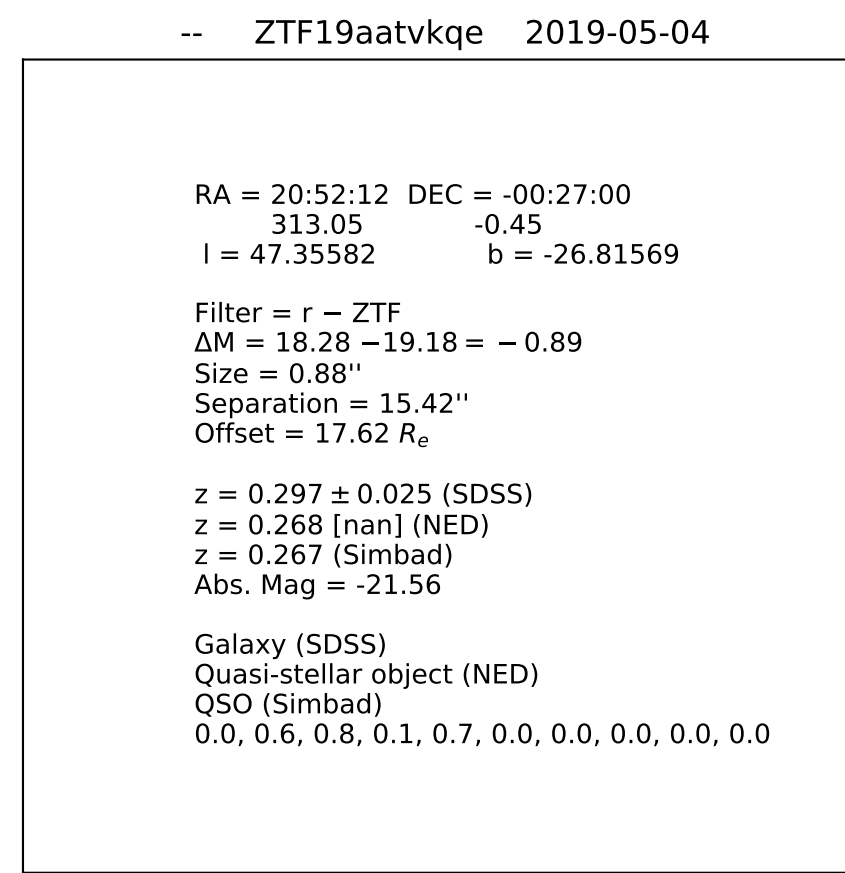 -- ZTF19aatvkqe 2019-05-04
RA = 20:52:12 DEC = -00:27:00
313.05 -0.45
l = 47.35582 b = -26.81569
Filter = r − ZTF
ΔM = 18.28 −19.18 = − 0.89
Size = 0.88''
Separation = 15.42''
Offset = 17.62 Rₑ
z = 0.297 ± 0.025 (SDSS)
z = 0.268 [nan] (NED)
z = 0.267 (Simbad)
Abs. Mag = -21.56
Galaxy (SDSS)
Quasi-stellar object (NED)
QSO (Simbad)
0.0, 0.6, 0.8, 0.1, 0.7, 0.0, 0.0, 0.0, 0.0, 0.0